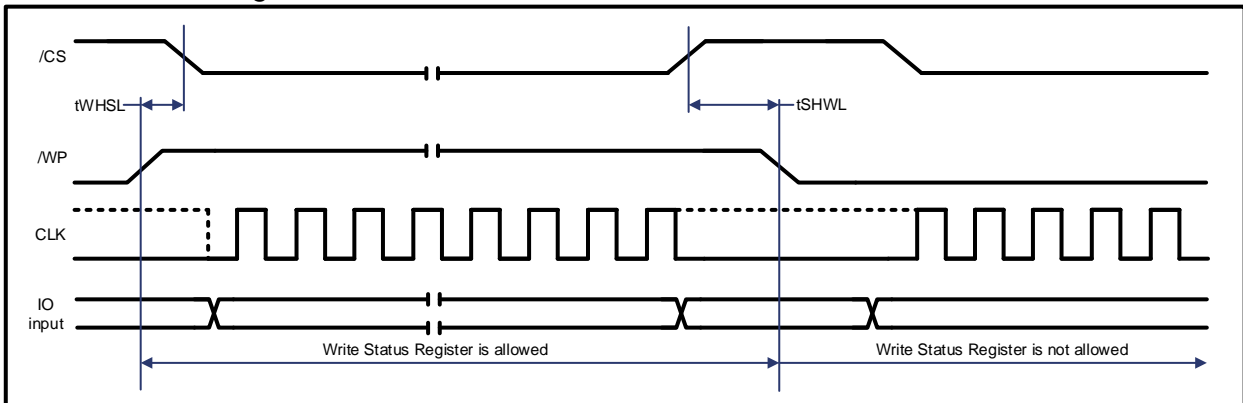 /CS
tWHSL
tSHWL
/WP
CLK
IO
input
Write Status Register is allowed
Write Status Register is not allowed